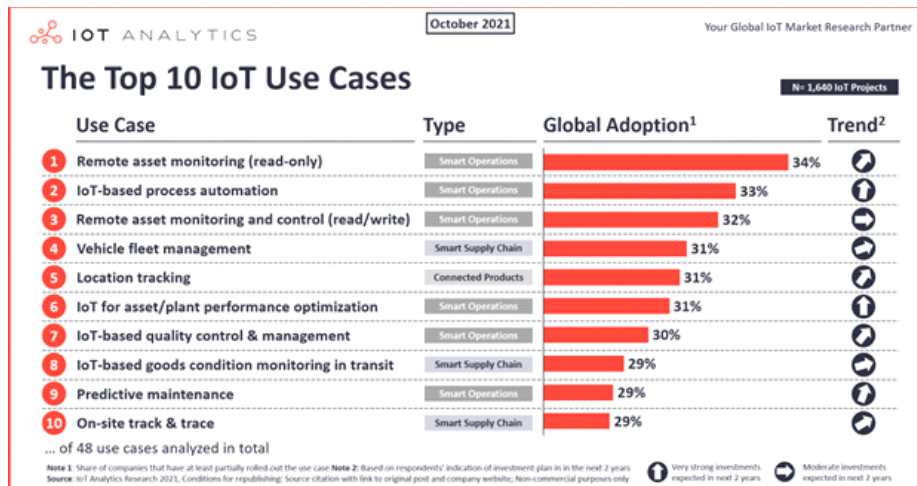 IOT ANALYTICS
October 2021
Your Global IoT Market Research Partner
The Top 10 IoT Use Cases
N= 1,640 IoT Projects
Use Case Type Global Adoption1 Trend2
1 Remote asset monitoring (read-only) Smart Operations 34%
2 IoT-based process automation Smart Operations 33%
3 Remote asset monitoring and control (read/write) Smart Operations 32%
4 Vehicle fleet management Smart Supply Chain 31%
5 Location tracking Connected Products 31%
6 IoT for asset/plant performance optimization Smart Operations 31%
7 IoT-based quality control & management Smart Operations 30%
8 IoT-based goods condition monitoring in transit Smart Supply Chain 29%
9 Predictive maintenance Smart Operations 29%
10 On-site track & trace Smart Supply Chain 29%
... of 48 use cases analyzed in total
Note 1: Share of companies that have at least partially rolled-out the use case Note 2: Based on respondents' indication of investment plan in in the next 2 years
Source: IoT Analytics Research 2021, Conditions for republishing: Source citation with link to original post and company website; Non-commercial purposes only
Very strong investments
expected in next 2 years
Moderate investments
expected in next 2 years